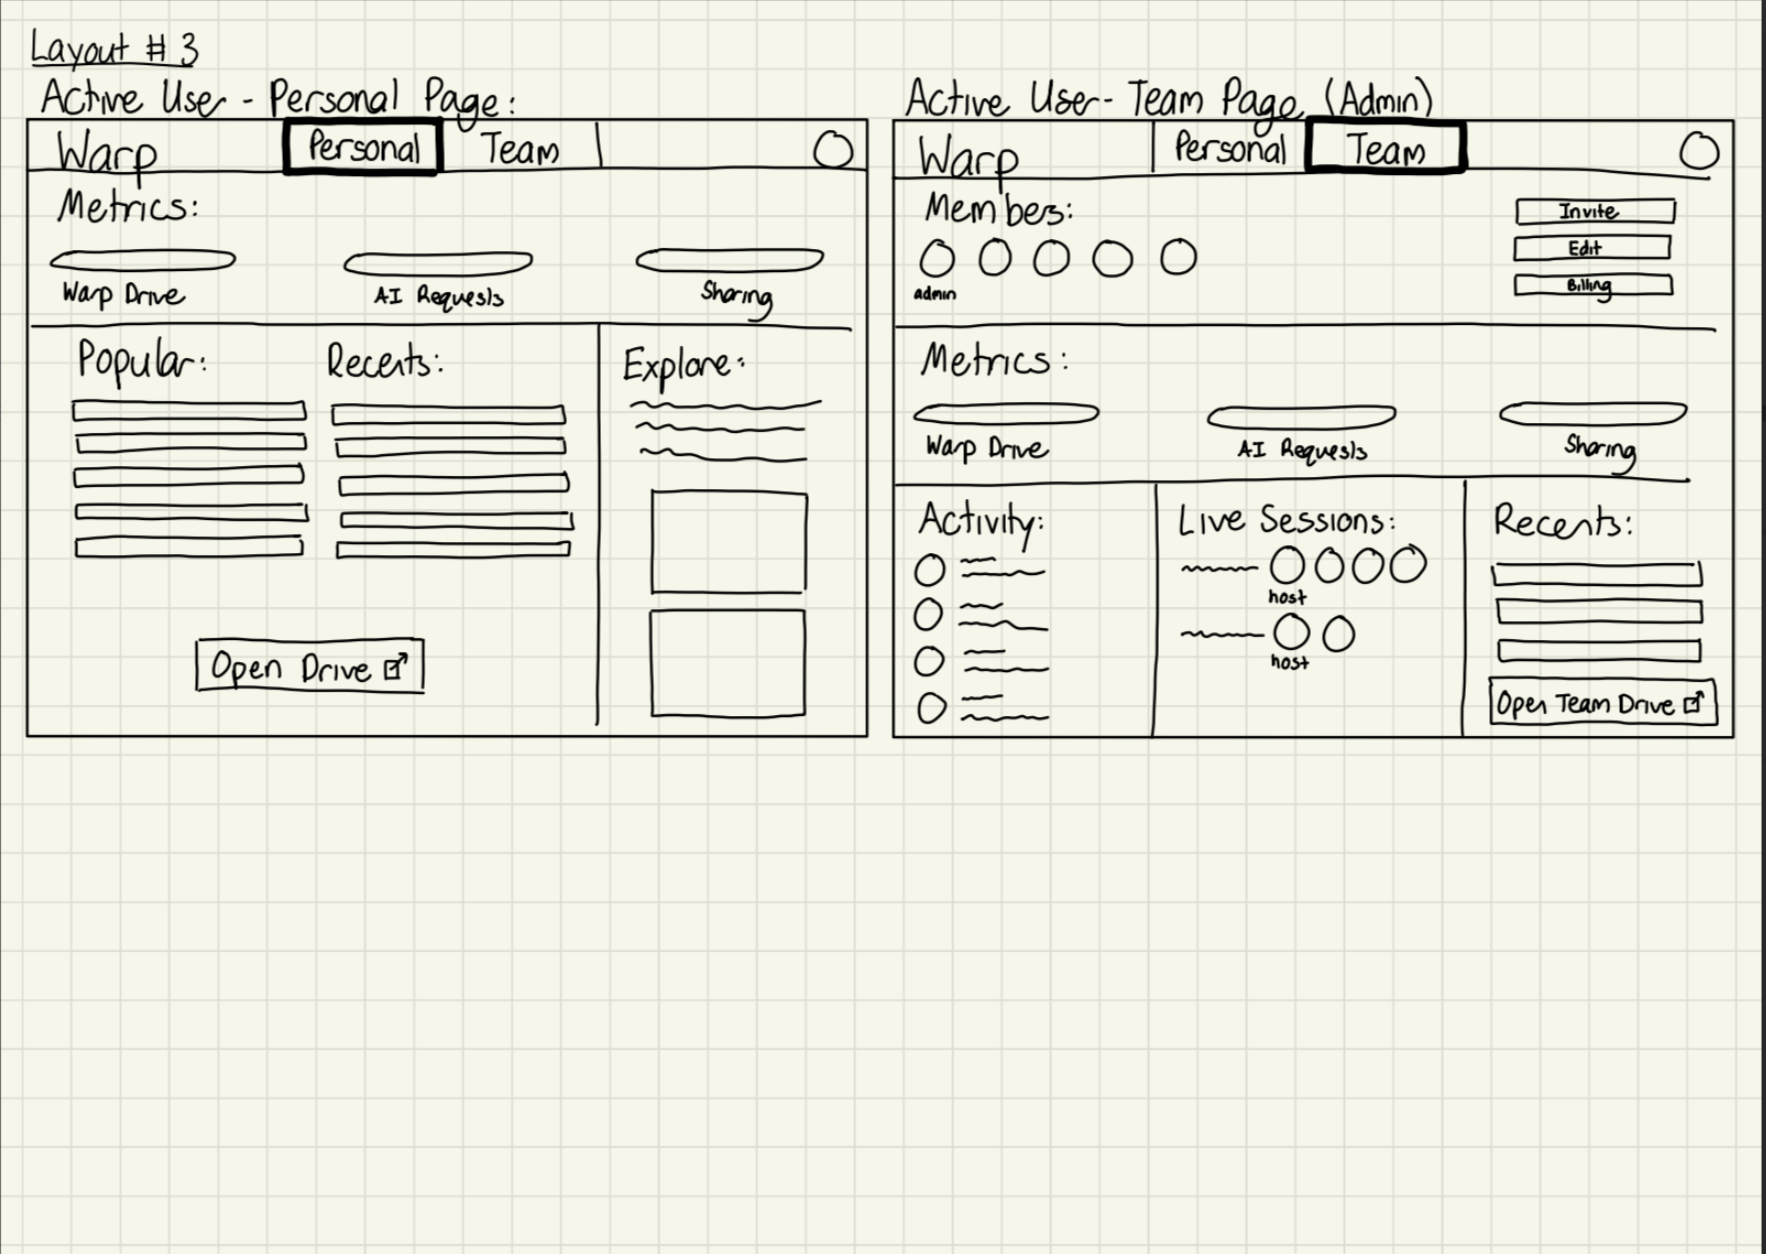 Layout # 3
Active User - Personal Page:
Warp Personal Team
Metrics:
Warp Drive AI Requests Sharing
Popular: Recents: Explore:
Open Drive
Active User - Team Page (Admin)
Warp Personal Team
Members:
admin
Invite
Edit
Billing
Metrics:
Warp Drive AI Requests Sharing
Activity: Live Sessions: Recents:
host
host
Open Team Drive